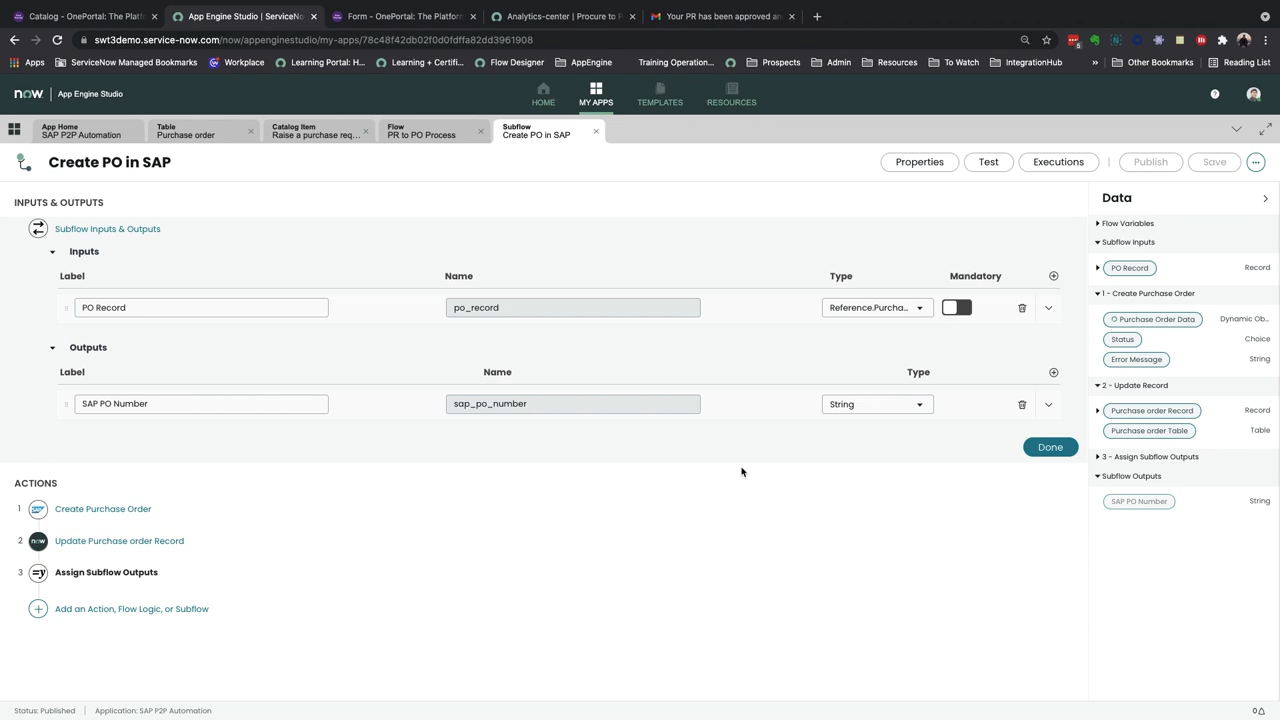 Catalog - OnePortal: The Platf
App Engine Studio | ServiceNo
Form - OnePortal: The Platform
Analytics-center | Procure to P
Your PR has been approved an
swt3demo.service-now.com/now/appenginestudio/my-apps/78c48f42db02f0d0fdffa82dd3961908
5
Apps
ServiceNow Managed Bookmarks
Workplace
Learning Portal: H...
Learning + Certifi...
Flow Designer
AppEngine
Training Operation...
Prospects
Admin
Resources
To Watch
IntegrationHub
»
Other Bookmarks
Reading List
now
App Engine Studio
HOME
MY APPS
TEMPLATES
RESOURCES
App Home
SAP P2P Automation
Table
Purchase order
Catalog Item
Raise a purchase req...
Flow
PR to PO Process
Subflow
Create PO in SAP
Create PO in SAP
Properties
Test
Executions
Publish
Save
INPUTS & OUTPUTS
Subflow Inputs & Outputs
Inputs
Label
Name
Type
Mandatory
PO Record
po_record
Reference.Purcha...
Outputs
Label
Name
Type
SAP PO Number
sap_po_number
String
Done
ACTIONS
1
SAP
Create Purchase Order
2
now
Update Purchase order Record
3
=y
Assign Subflow Outputs
Add an Action, Flow Logic, or Subflow
Data
Flow Variables
Subflow Inputs
PO Record
Record
1 - Create Purchase Order
Purchase Order Data
Dynamic Ob...
Status
Choice
Error Message
String
2 - Update Record
Purchase order Record
Record
Purchase order Table
Table
3 - Assign Subflow Outputs
Subflow Outputs
SAP PO Number
String
Status: Published
Application: SAP P2P Automation
0